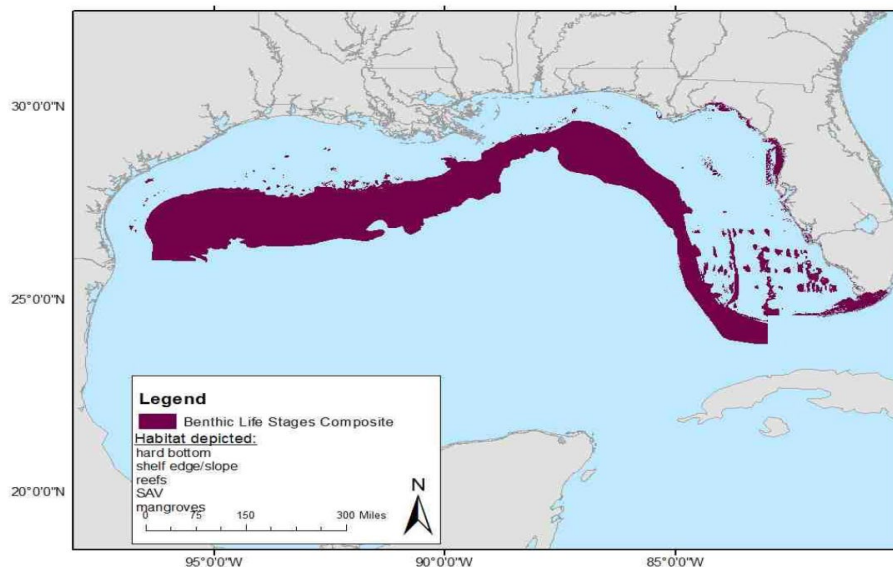 30°0'0"N
25°0'0"N
20°0'0"N
Legend
Benthic Life Stages Composite
Habitat depicted:
hard bottom
shelf edge/slope
reefs
SAV
mangroves
0 75 150 300 Miles
N
95°0'0"W 90°0'0"W 85°0'0"W